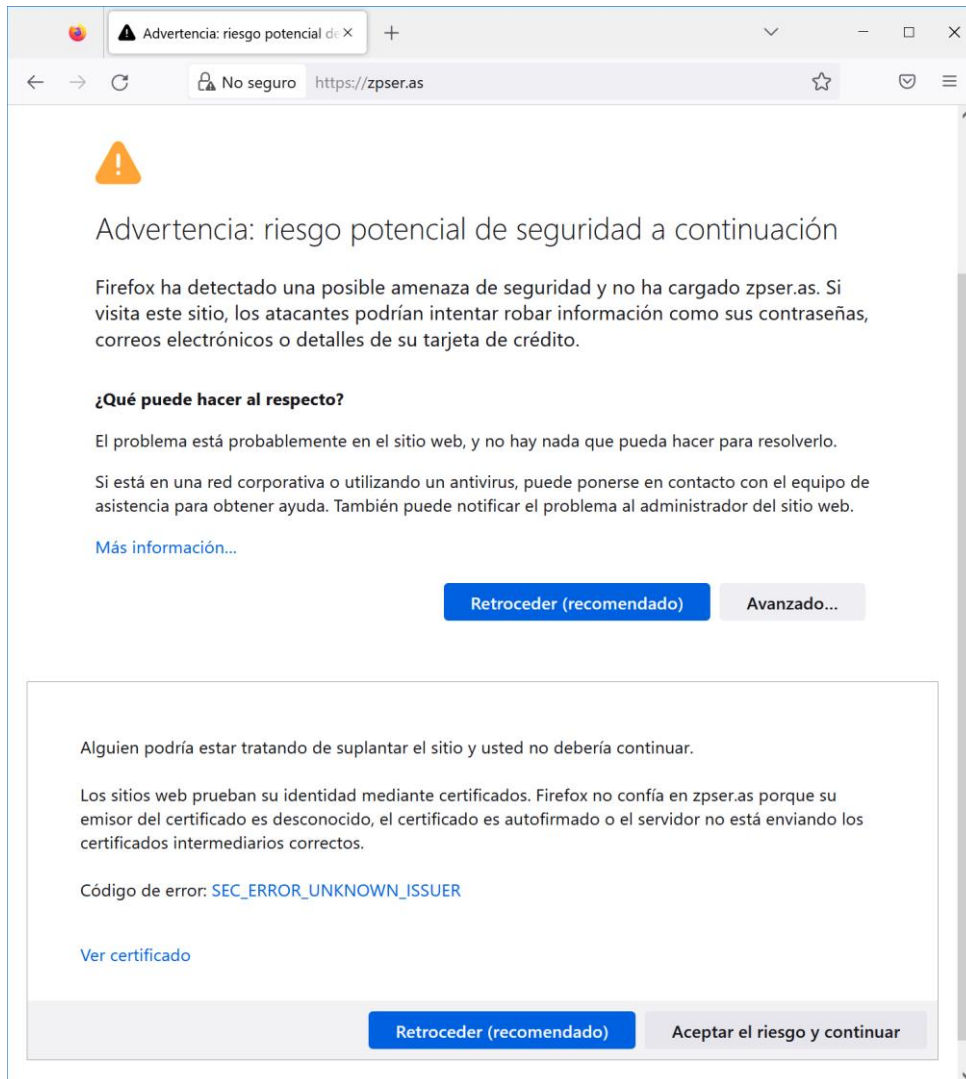 Advertencia: riesgo potencial de
No seguro https://zpser.as
Advertencia: riesgo potencial de seguridad a continuación
Firefox ha detectado una posible amenaza de seguridad y no ha cargado zpser.as. Si
visita este sitio, los atacantes podrían intentar robar información como sus contraseñas,
correos electrónicos o detalles de su tarjeta de crédito.
¿Qué puede hacer al respecto?
El problema está probablemente en el sitio web, y no hay nada que pueda hacer para resolverlo.
Si está en una red corporativa o utilizando un antivirus, puede ponerse en contacto con el equipo de
asistencia para obtener ayuda. También puede notificar el problema al administrador del sitio web.
Más información...
Retroceder (recomendado) Avanzado...
Alguien podría estar tratando de suplantar el sitio y usted no debería continuar.
Los sitios web prueban su identidad mediante certificados. Firefox no confía en zpser.as porque su
emisor del certificado es desconocido, el certificado es autofirmado o el servidor no está enviando los
certificados intermediarios correctos.
Código de error: SEC_ERROR_UNKNOWN_ISSUER
Ver certificado
Retroceder (recomendado) Aceptar el riesgo y continuar